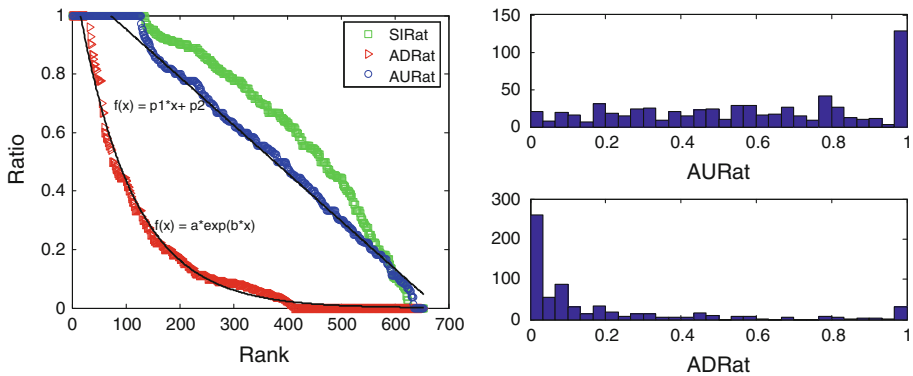 1
0.8
0.6
0.4
0.2
0
Ratio
0 100 200 300 400 500 600 700
Rank
SIRat
ADRat
AURat
f(x) = p1*x+ p2
f(x) = a*exp(b*x)
150
100
50
0
0 0.2 0.4 0.6 0.8 1
AURat
300
200
100
0
0 0.2 0.4 0.6 0.8 1
ADRat